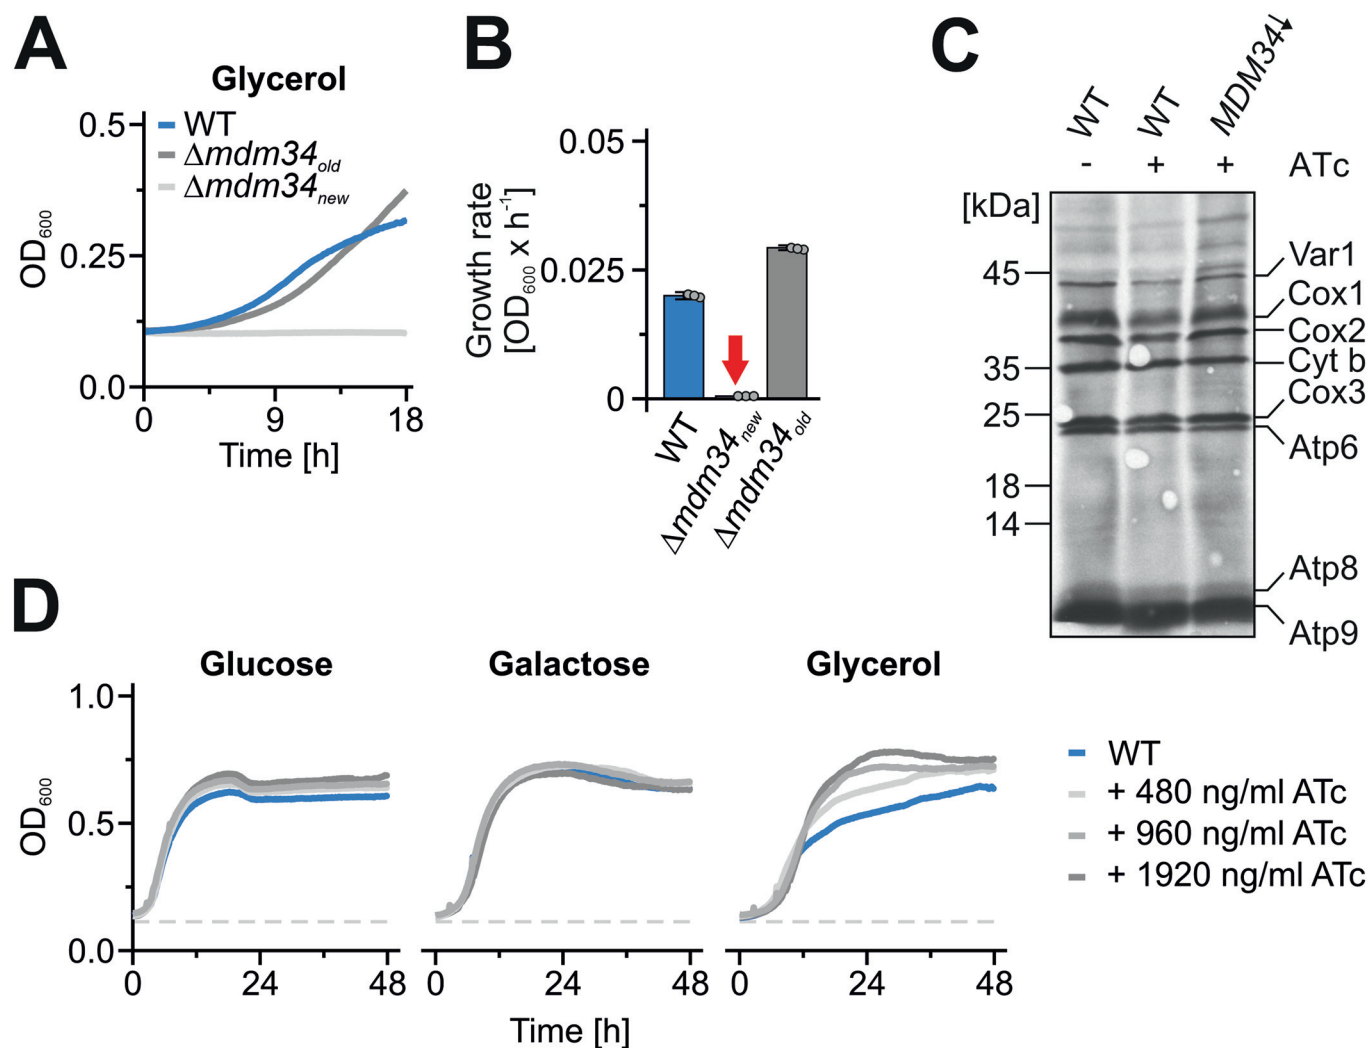 A
Glycerol
0.5
0.25
0.0
OD600
WT
Δmdm34old
Δmdm34new
0
9
18
Time [h]
B
Growth rate
[OD600 x h-1]
0.05
0.025
0
WT
Δmdm34new
Δmdm34old
C
WT
WT
MDM34↓
-
+
+
ATc
[kDa]
45
35
25
18
14
Var1
Cox1
Cox2
Cyt b
Cox3
Atp6
Atp8
Atp9
D
Glucose
Galactose
Glycerol
1.0
0.5
0.0
OD600
0
24
48
0
24
48
0
24
48
Time [h]
WT
+ 480 ng/ml ATc
+ 960 ng/ml ATc
+ 1920 ng/ml ATc